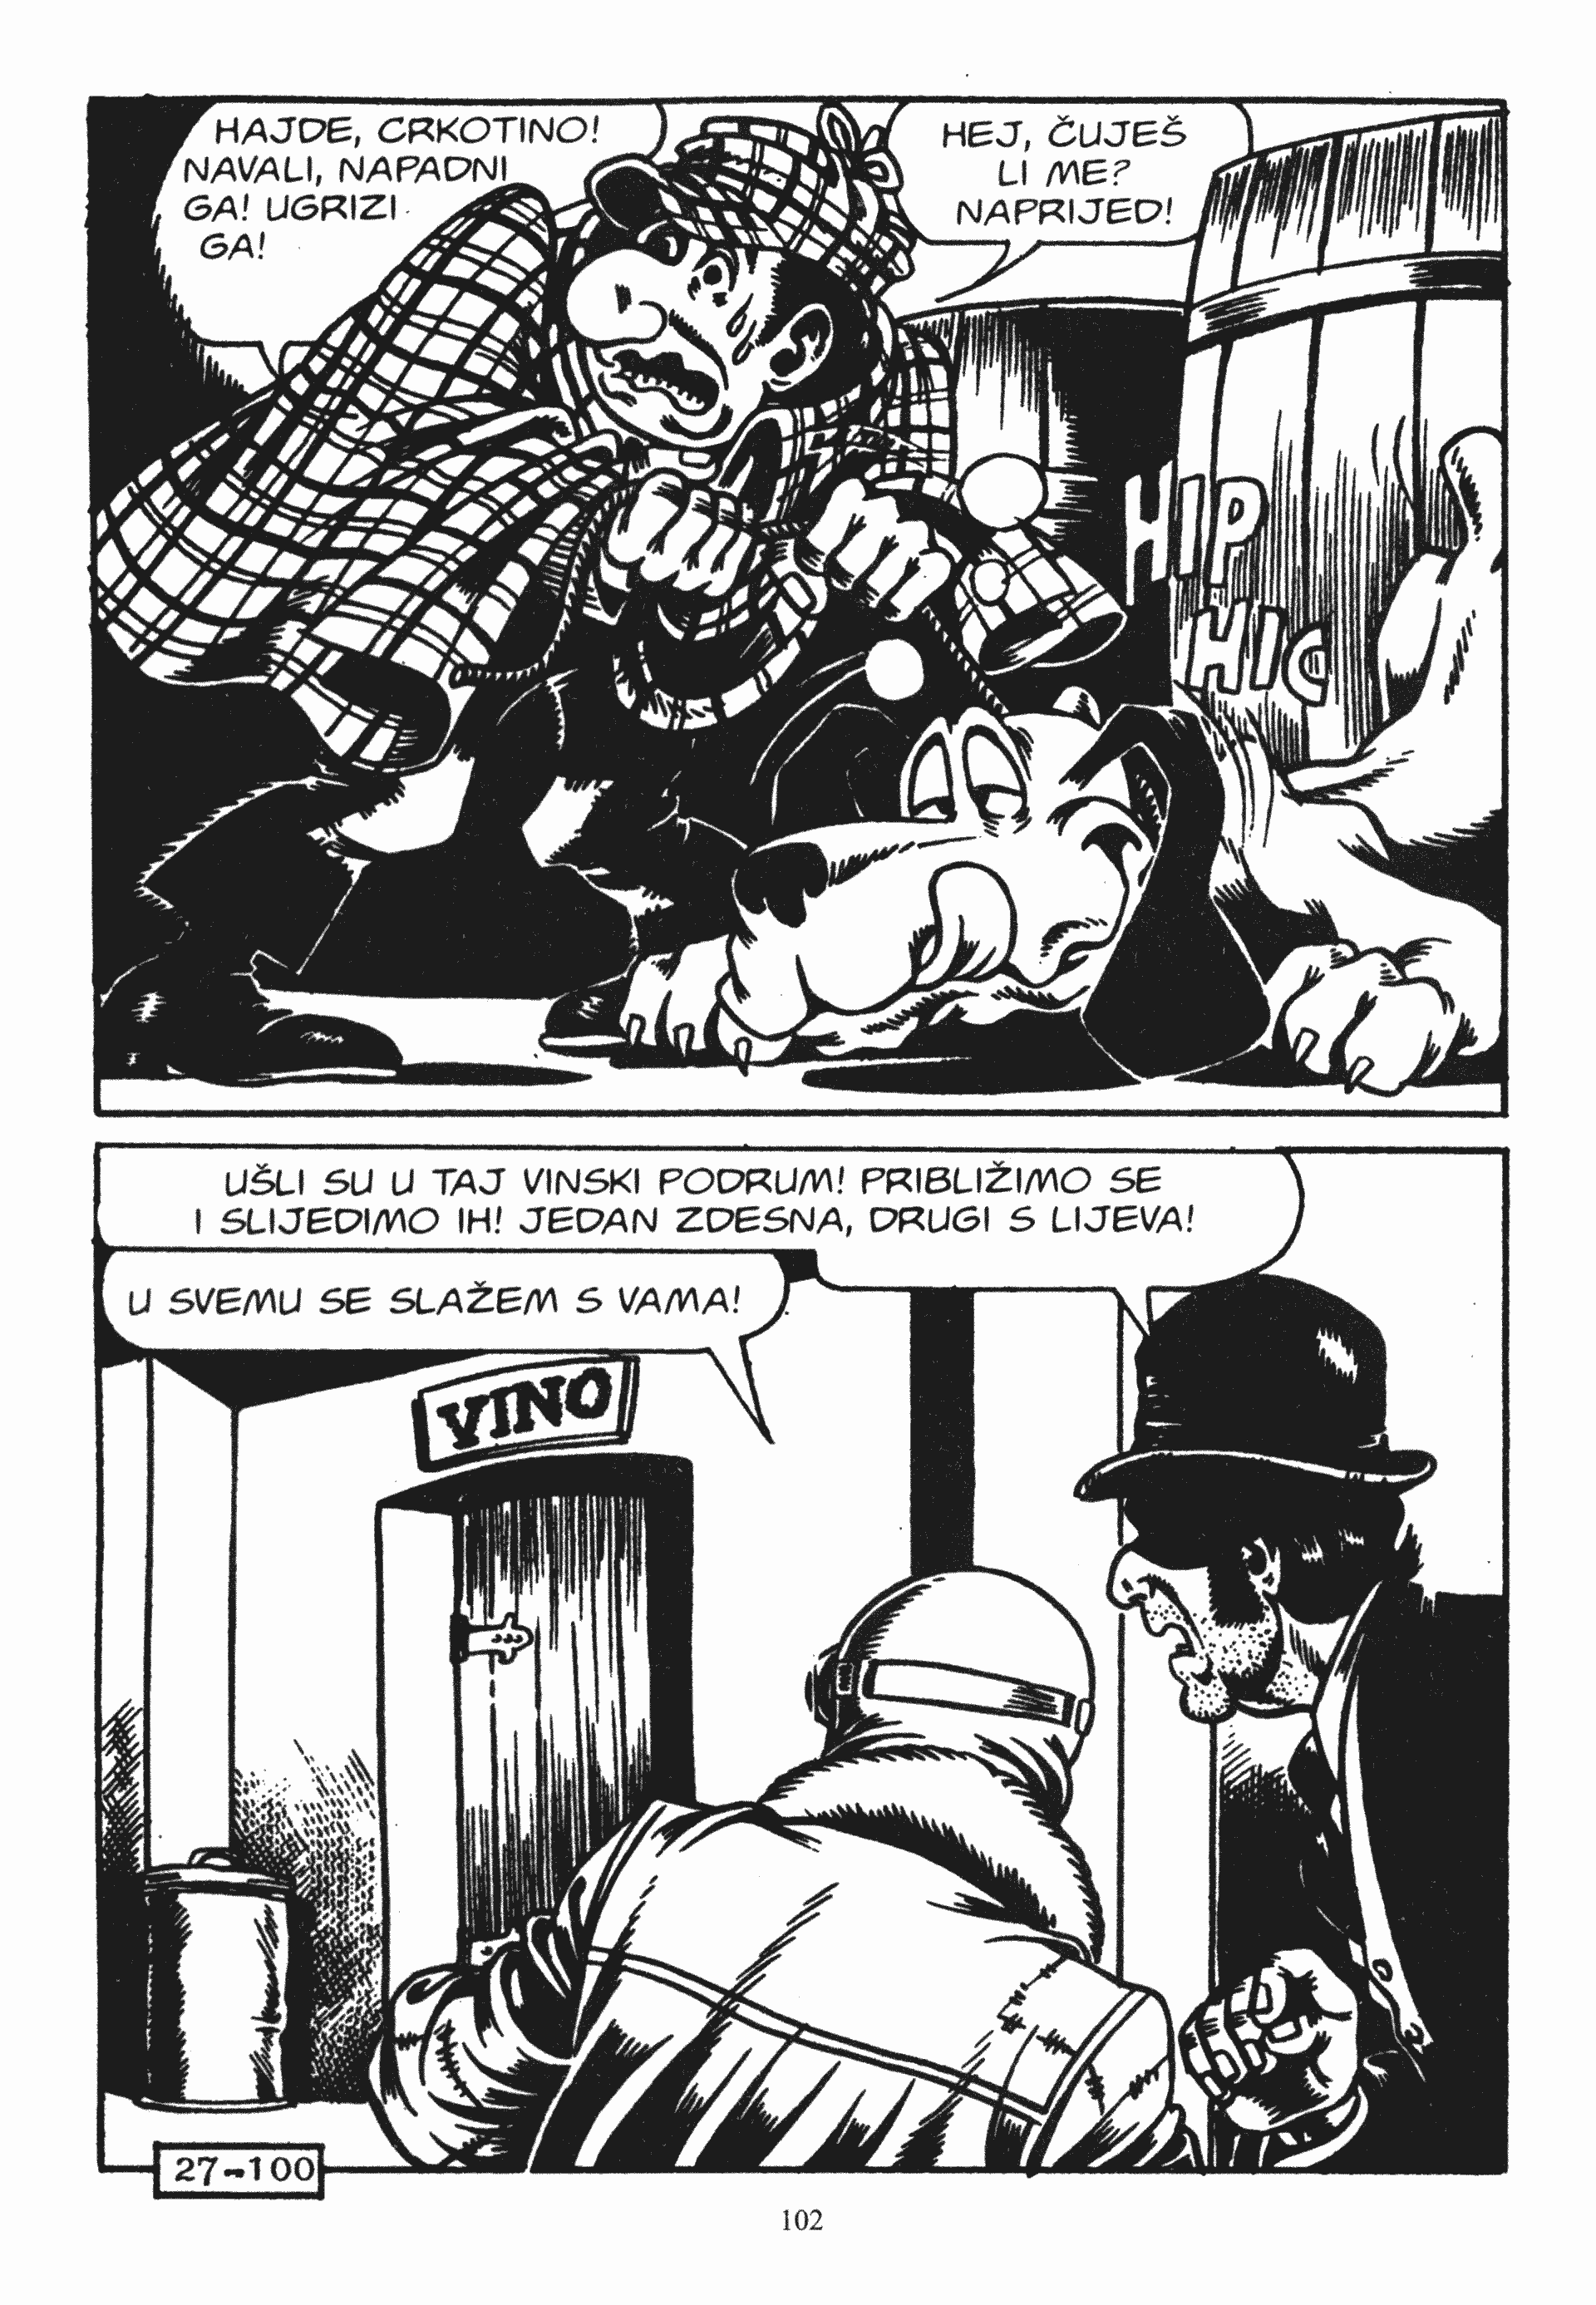 HAJDE, CRKOTINO!
NAVALI, NAPADNI
GA! UGRIZI
GA!
HEJ, ČUJEŠ
LI ME?
NAPRIJED!
HIP
HIC
UŠLI SU U TAJ VINSKI PODRUM! PRIBLIŽIMO SE
I SLIJEDIMO IH! JEDAN ZDESNA, DRUGI S LIJEVA!
U SVEMU SE SLAŽEM S VAMA!
VINO
27-100
102